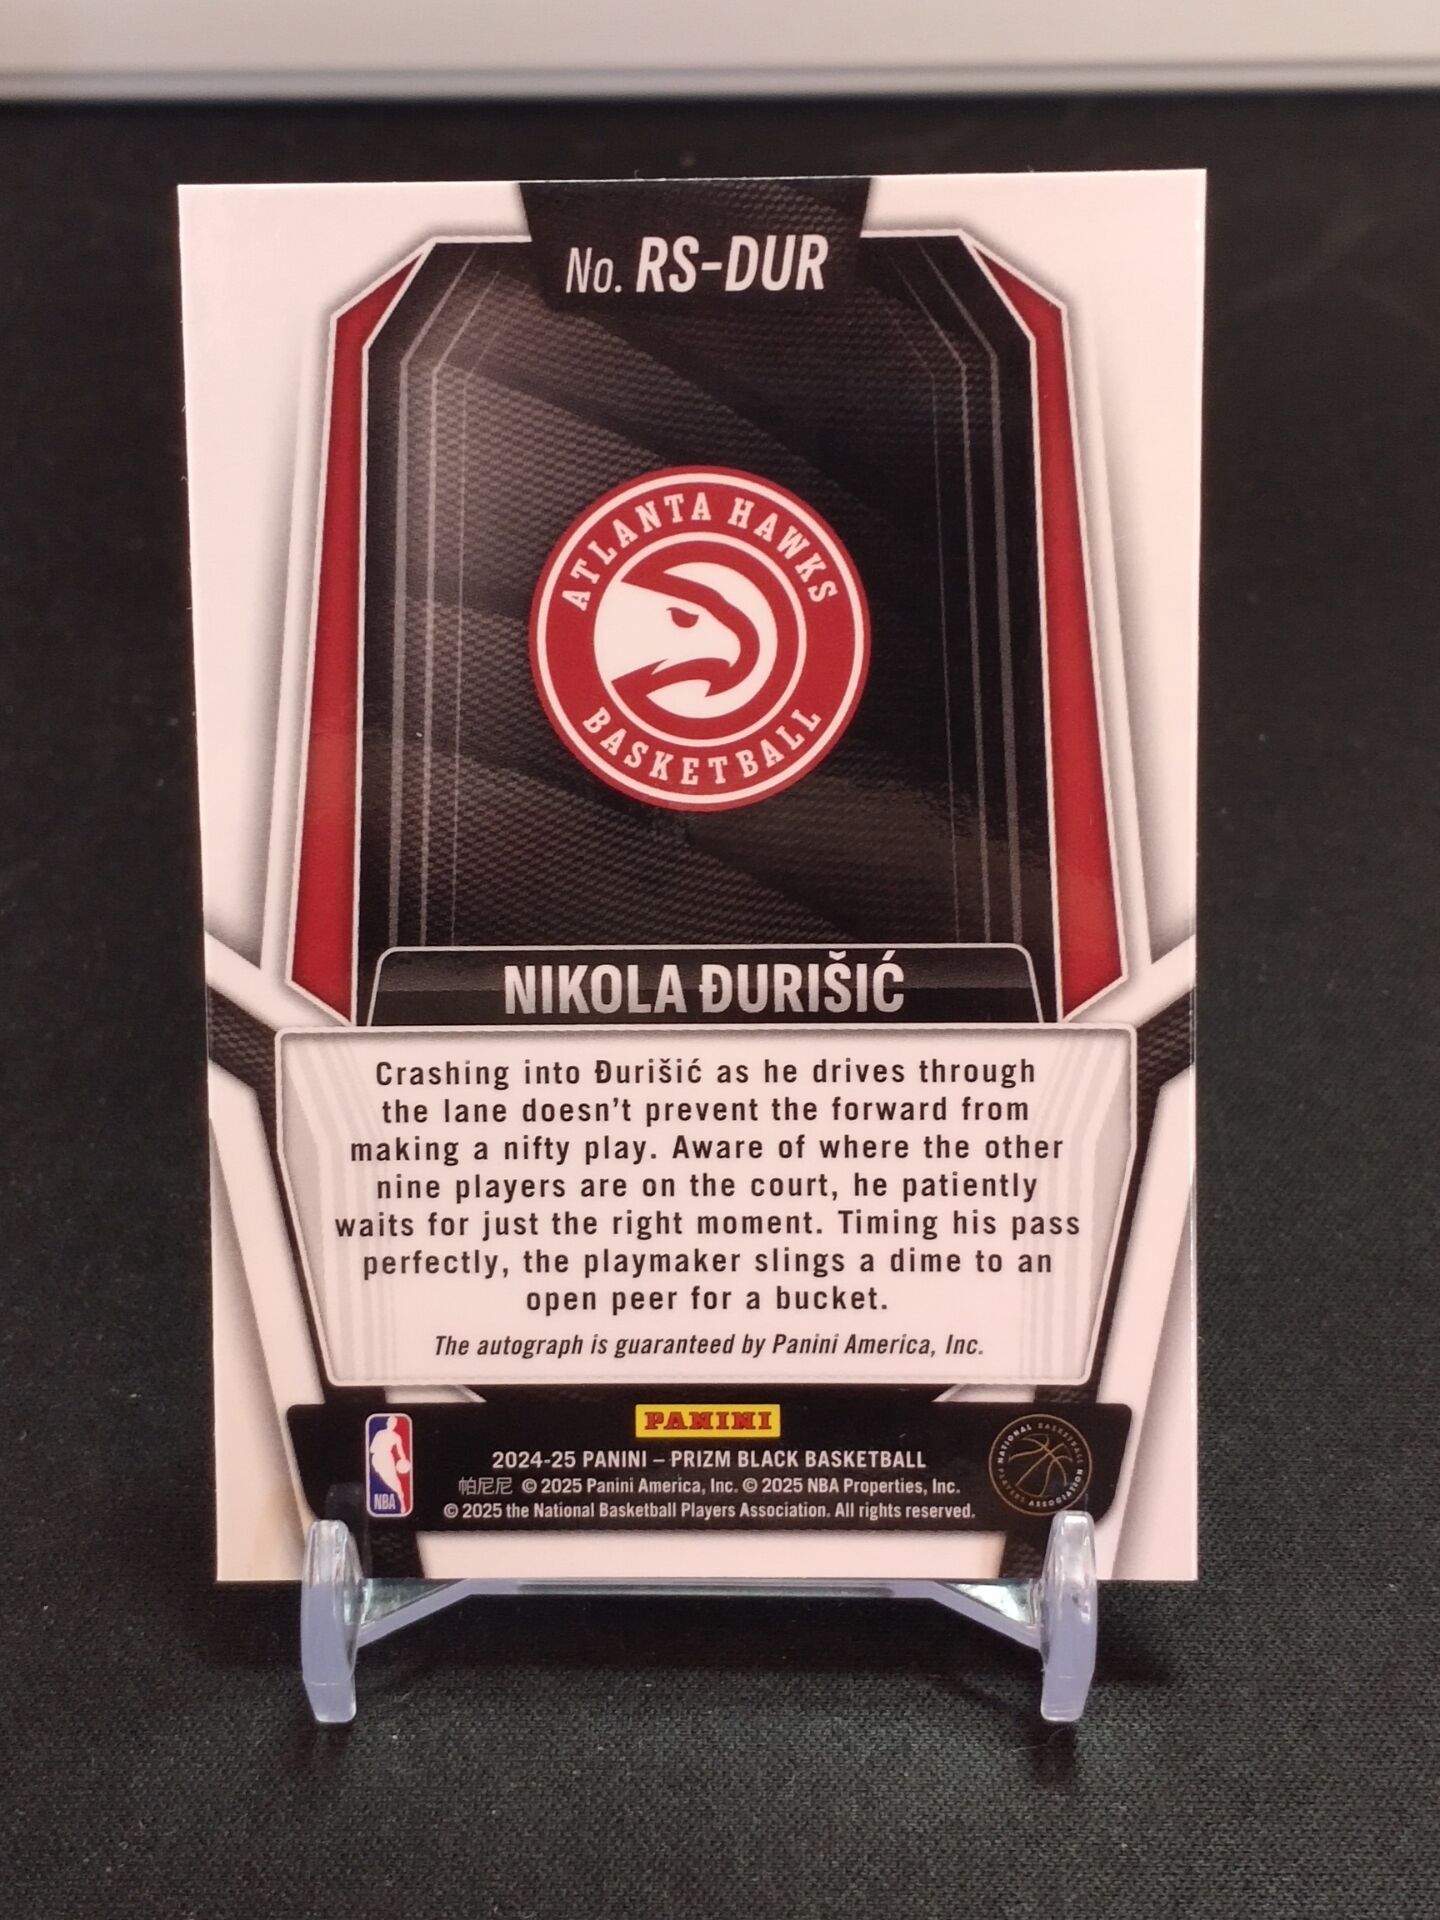 No. RS-DUR
ATLANTA HAWKS
BASKETBALL
NIKOLA ĐURIŠIĆ
Crashing into Đurišić as he drives through
the lane doesn't prevent the forward from
making a nifty play. Aware of where the other
nine players are on the court, he patiently
waits for just the right moment. Timing his pass
perfectly, the playmaker slings a dime to an
open peer for a bucket.
The autograph is guaranteed by Panini America, Inc.
PANINI
2024-25 PANINI – PRIZM BLACK BASKETBALL
帕尼尼 © 2025 Panini America, Inc. © 2025 NBA Properties, Inc.
© 2025 the National Basketball Players Association. All rights reserved.
NBA
NATIONAL BASKETBALL
PLAYERS ASSOCIATION